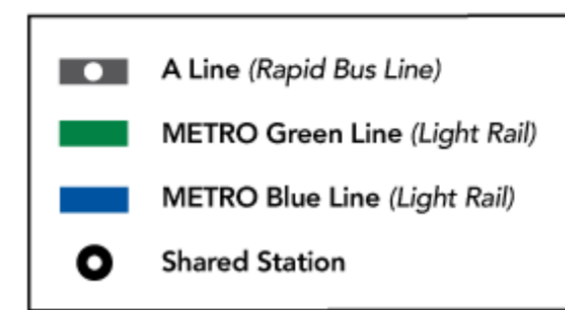 A Line (Rapid Bus Line)
METRO Green Line (Light Rail)
METRO Blue Line (Light Rail)
Shared Station